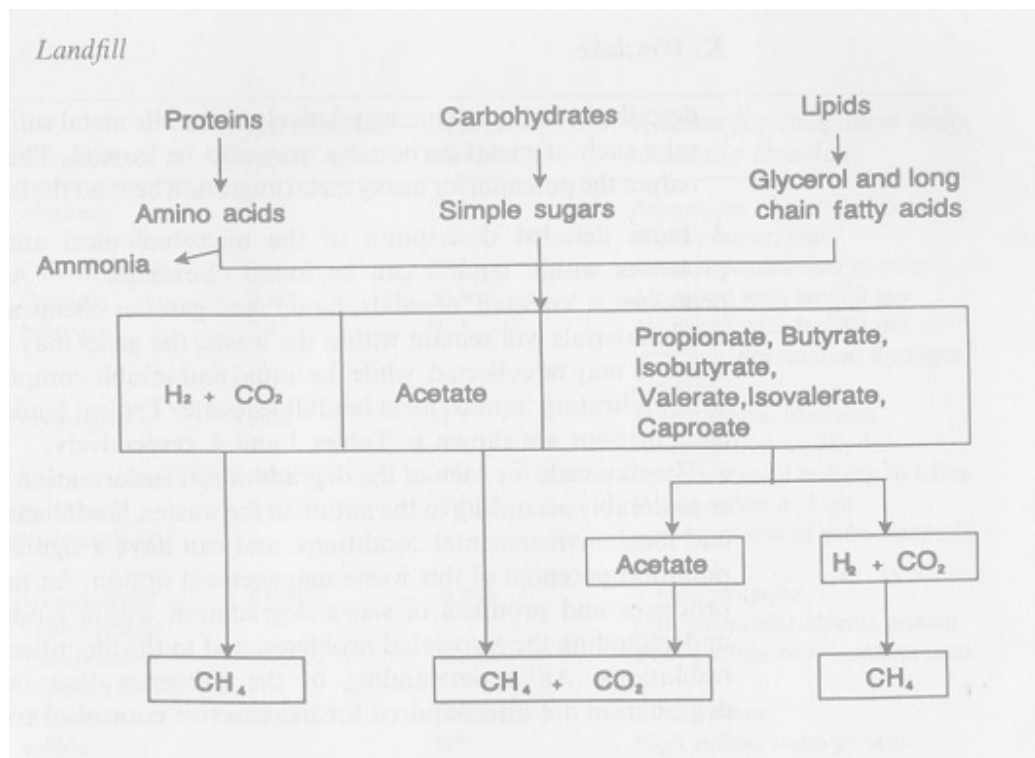 Landfill
Proteins
Carbohydrates
Lipids
Amino acids
Simple sugars
Glycerol and long
chain fatty acids
Ammonia
H₂ + CO₂
Acetate
Propionate, Butyrate,
Isobutyrate,
Valerate, Isovalerate,
Caproate
Acetate
H₂ + CO₂
CH₄
CH₄ + CO₂
CH₄